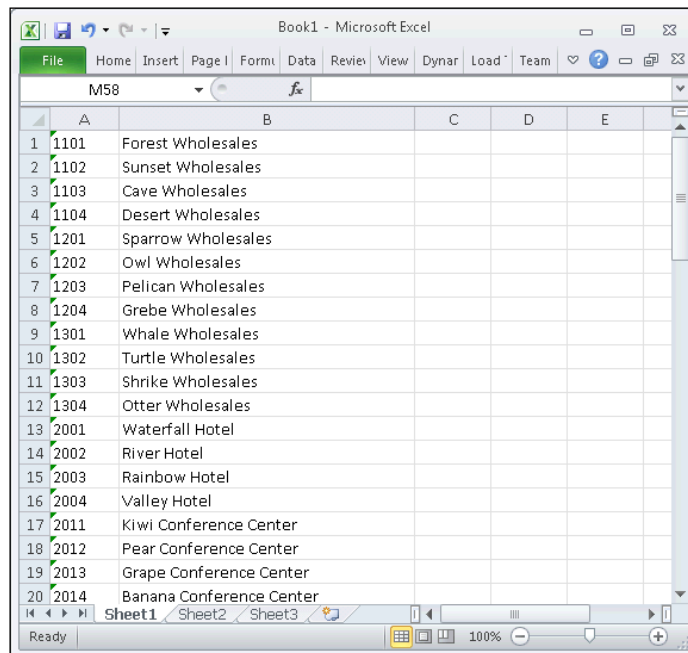 Book1 - Microsoft Excel
File Home Insert Page l Formu Data Review View Dynar Load T Team
M58 fx
A B C D E
1 1101 Forest Wholesales
2 1102 Sunset Wholesales
3 1103 Cave Wholesales
4 1104 Desert Wholesales
5 1201 Sparrow Wholesales
6 1202 Owl Wholesales
7 1203 Pelican Wholesales
8 1204 Grebe Wholesales
9 1301 Whale Wholesales
10 1302 Turtle Wholesales
11 1303 Shrike Wholesales
12 1304 Otter Wholesales
13 2001 Waterfall Hotel
14 2002 River Hotel
15 2003 Rainbow Hotel
16 2004 Valley Hotel
17 2011 Kiwi Conference Center
18 2012 Pear Conference Center
19 2013 Grape Conference Center
20 2014 Banana Conference Center
Sheet1 Sheet2 Sheet3
Ready 100%